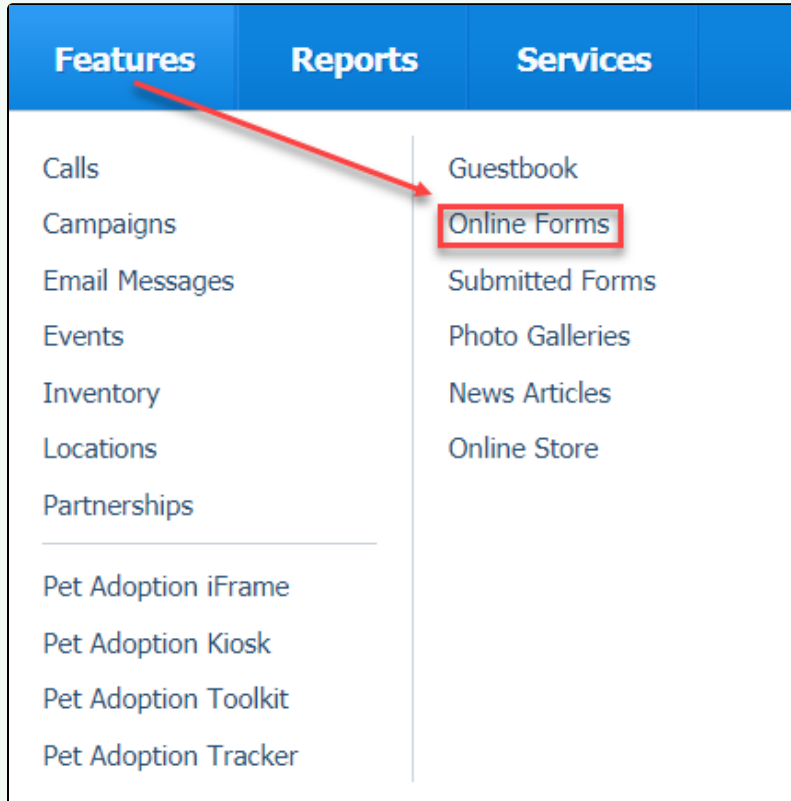 Features Reports Services
Calls
Campaigns
Email Messages
Events
Inventory
Locations
Partnerships
Pet Adoption iFrame
Pet Adoption Kiosk
Pet Adoption Toolkit
Pet Adoption Tracker
Guestbook
Online Forms
Submitted Forms
Photo Galleries
News Articles
Online Store